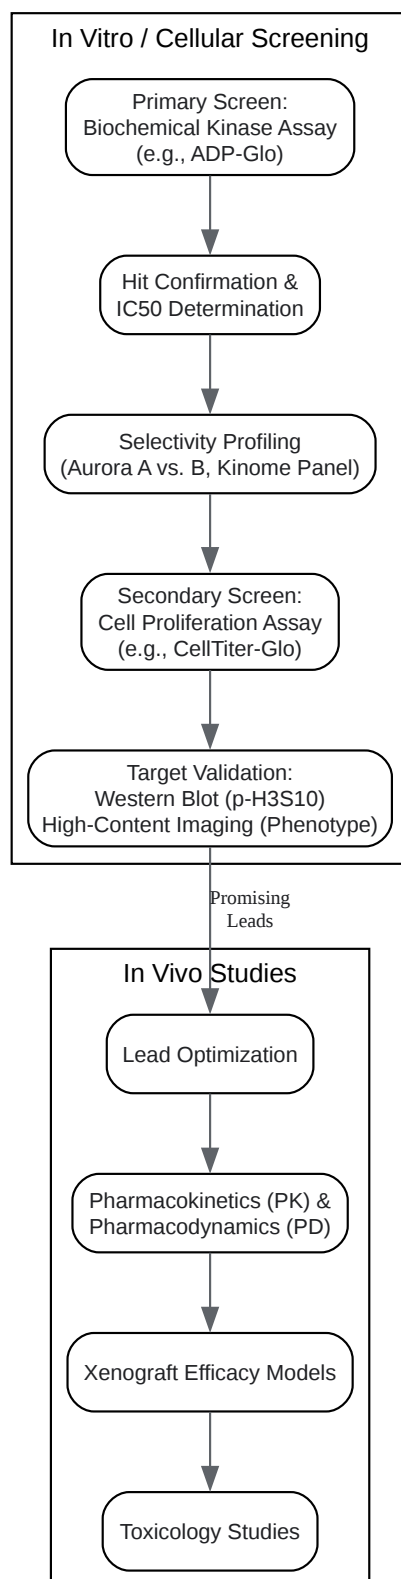 In Vitro / Cellular Screening
Primary Screen:
Biochemical Kinase Assay
(e.g., ADP-Glo)
Hit Confirmation &
IC50 Determination
Selectivity Profiling
(Aurora A vs. B, Kinome Panel)
Secondary Screen:
Cell Proliferation Assay
(e.g., CellTiter-Glo)
Target Validation:
Western Blot (p-H3S10)
High-Content Imaging (Phenotype)
Promising
Leads
In Vivo Studies
Lead Optimization
Pharmacokinetics (PK) &
Pharmacodynamics (PD)
Xenograft Efficacy Models
Toxicology Studies